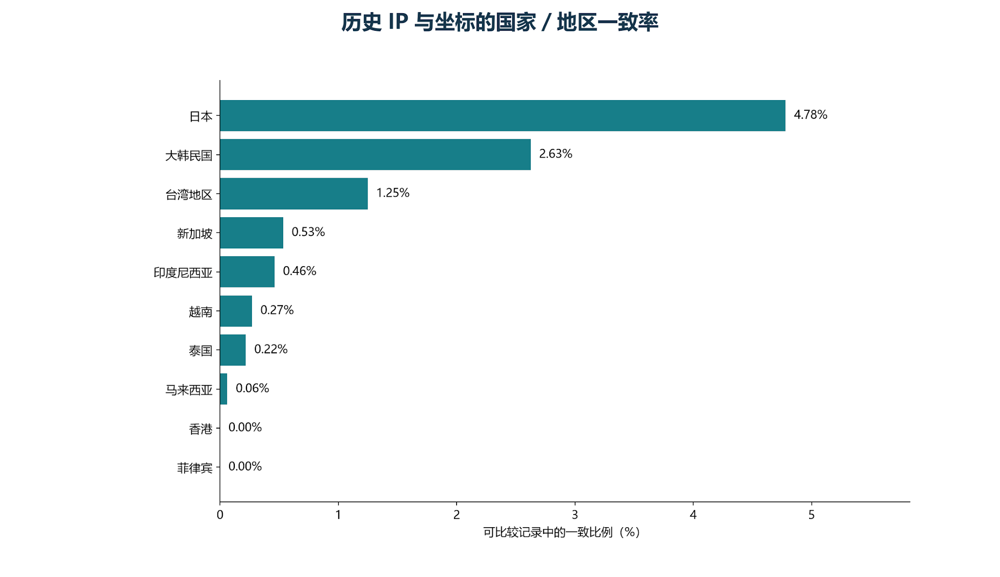 历史 IP 与坐标的国家 / 地区一致率
日本 4.78%
大韩民国 2.63%
台湾地区 1.25%
新加坡 0.53%
印度尼西亚 0.46%
越南 0.27%
泰国 0.22%
马来西亚 0.06%
香港 0.00%
菲律宾 0.00%
0 1 2 3 4 5
可比较记录中的一致比例（%）